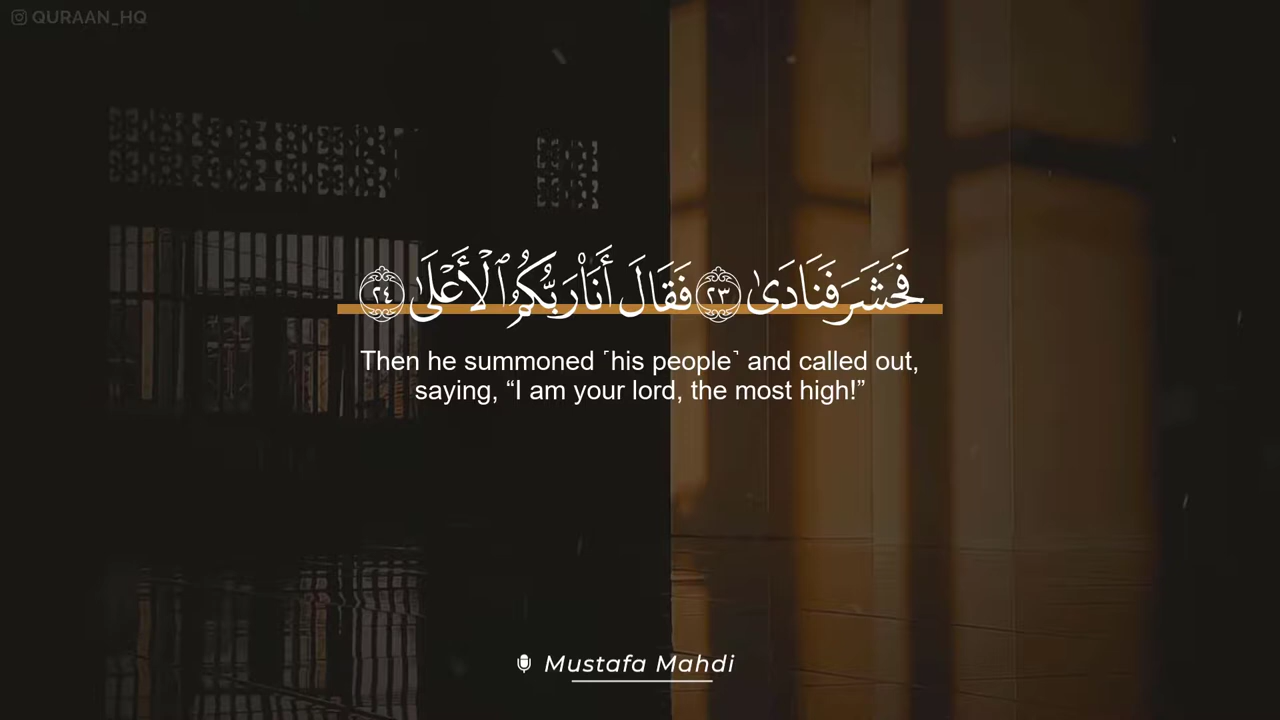 QURAAN_HQ
فَحَشَرَ فَنَادَىٰ ٢٣ فَقَالَ أَنَا۠ رَبُّكُمُ ٱلْأَعْلَىٰ ٢٤
Then he summoned ˹his people˺ and called out,
saying, “I am your lord, the most high!”
Mustafa Mahdi